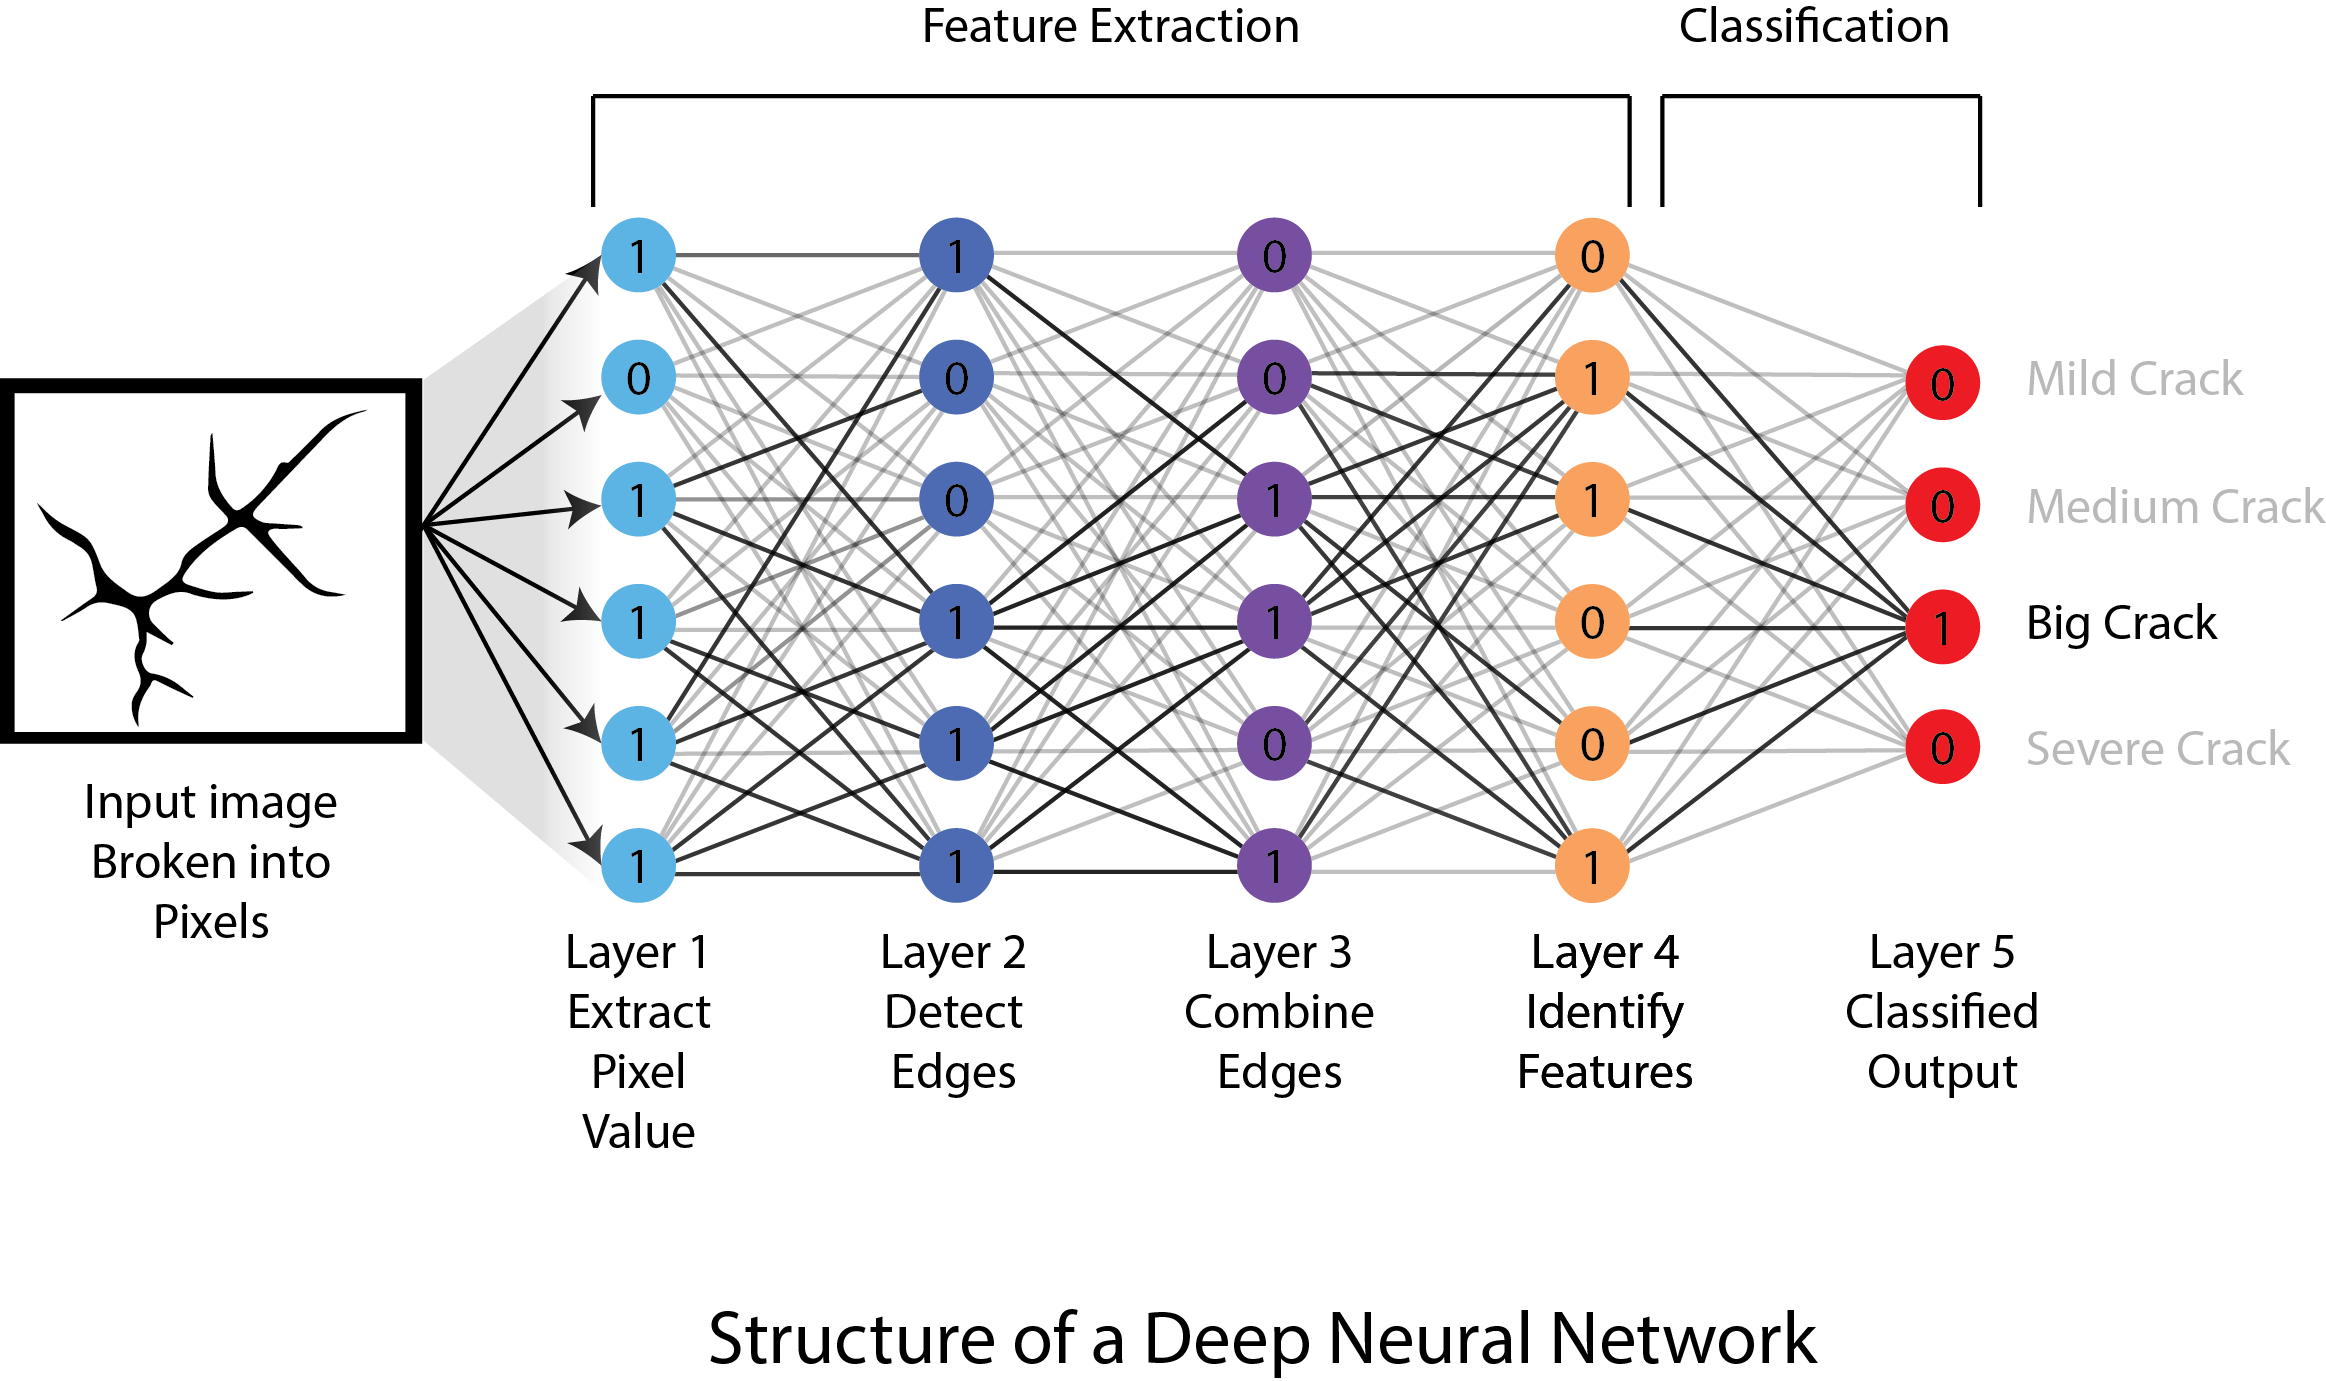 Feature Extraction
Classification
1 1 0 0
0 0 0 1 0 Mild Crack
1 0 1 1 0 Medium Crack
1 1 1 0 1 Big Crack
1 1 0 0 0 Severe Crack
1 1 1 1
Input image
Broken into
Pixels
Layer 1
Extract
Pixel
Value
Layer 2
Detect
Edges
Layer 3
Combine
Edges
Layer 4
Identify
Features
Layer 5
Classified
Output
Structure of a Deep Neural Network